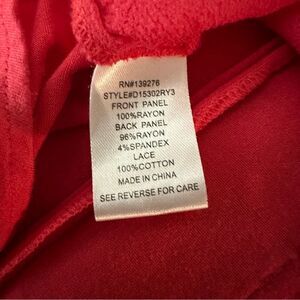 RN#139276
STYLE#D15302RY3
FRONT PANEL
100%RAYON
BACK PANEL
96%RAYON
4%SPANDEX
LACE
100%COTTON
MADE IN CHINA
SEE REVERSE FOR CARE